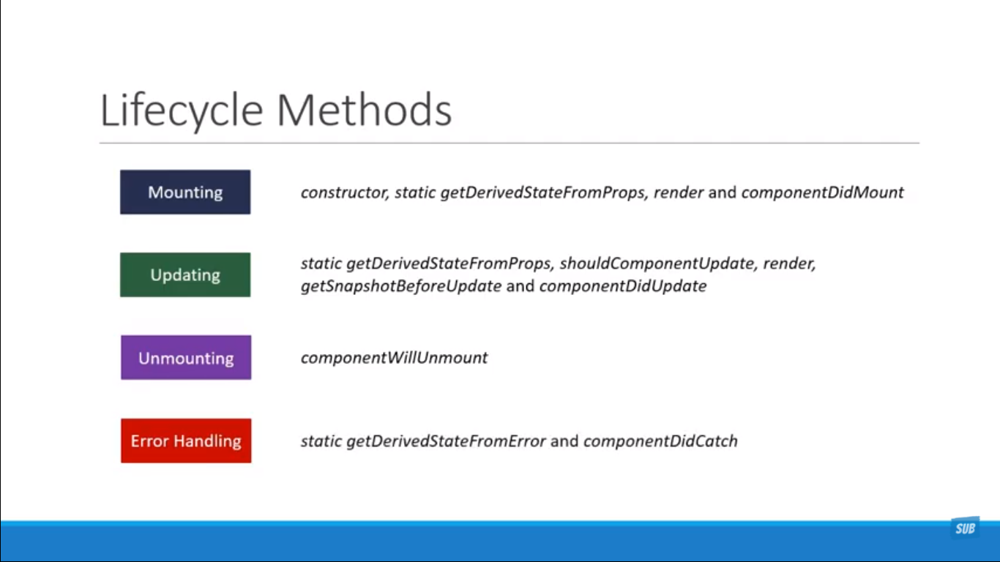 Lifecycle Methods
Mounting
constructor, static getDerivedStateFromProps, render and componentDidMount
Updating
static getDerivedStateFromProps, shouldComponentUpdate, render,
getSnapshotBeforeUpdate and componentDidUpdate
Unmounting
componentWillUnmount
Error Handling
static getDerivedStateFromError and componentDidCatch
SUB